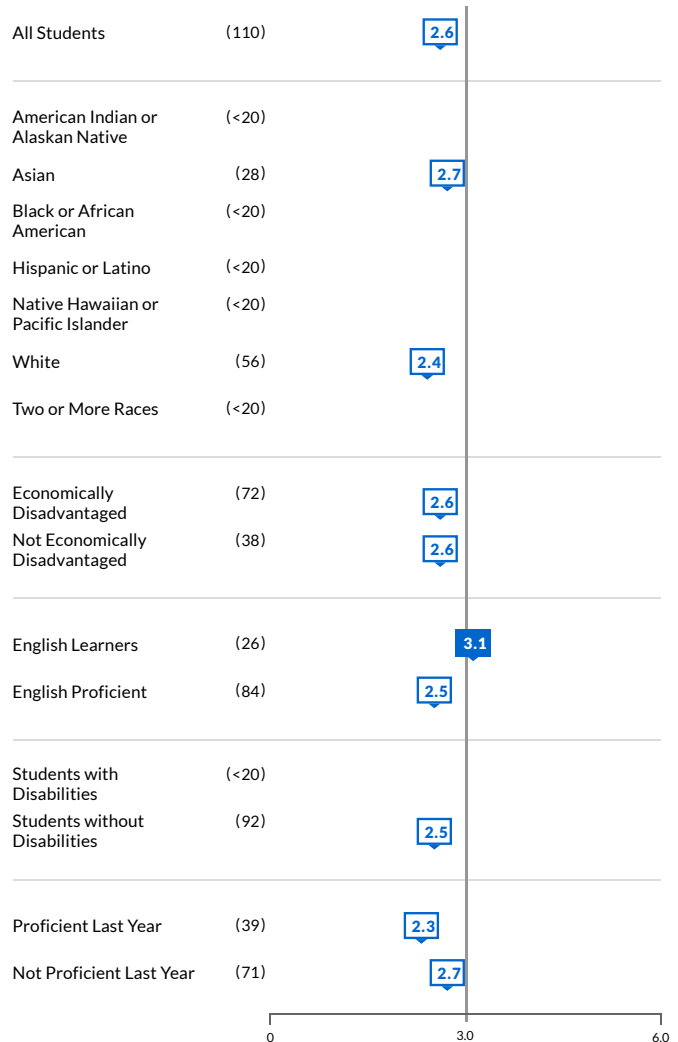 All Students (110) 2.6
American Indian or (<20)
Alaskan Native
Asian (28) 2.7
Black or African (<20)
American
Hispanic or Latino (<20)
Native Hawaiian or (<20)
Pacific Islander
White (56) 2.4
Two or More Races (<20)
Economically (72) 2.6
Disadvantaged
Not Economically (38) 2.6
Disadvantaged
English Learners (26) 3.1
English Proficient (84) 2.5
Students with (<20)
Disabilities
Students without (92) 2.5
Disabilities
Proficient Last Year (39) 2.3
Not Proficient Last Year (71) 2.7
0 3.0 6.0